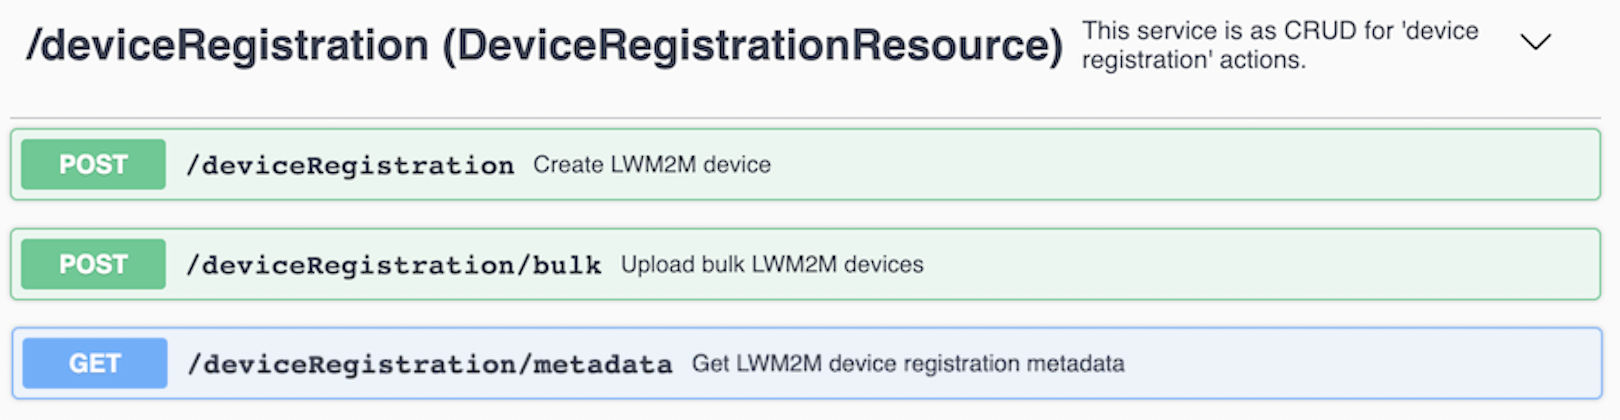 /deviceRegistration (DeviceRegistrationResource) This service is as CRUD for 'device
registration' actions.
POST /deviceRegistration Create LWM2M device
POST /deviceRegistration/bulk Upload bulk LWM2M devices
GET /deviceRegistration/metadata Get LWM2M device registration metadata